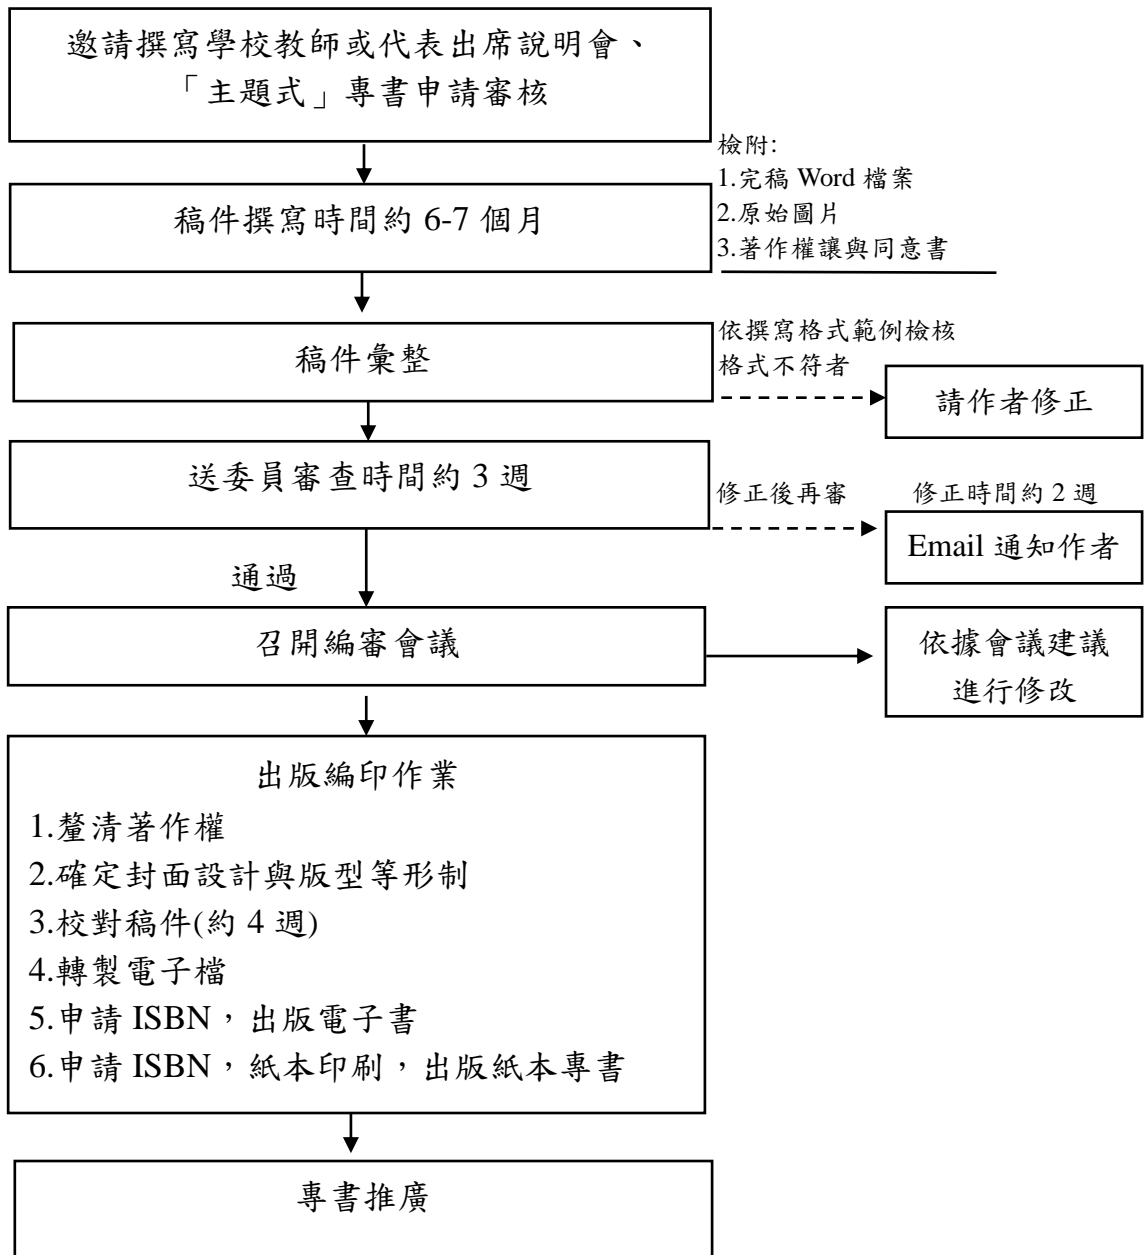 邀請撰寫學校教師或代表出席說明會、
「主題式」專書申請審核
檢附:
1.完稿 Word 檔案
2.原始圖片
3.著作權讓與同意書
稿件撰寫時間約 6-7 個月
稿件彙整
依撰寫格式範例檢核
格式不符者
請作者修正
送委員審查時間約 3 週
修正後再審
修正時間約 2 週
Email 通知作者
通過
召開編審會議
依據會議建議
進行修改
出版編印作業
1.釐清著作權
2.確定封面設計與版型等形制
3.校對稿件(約 4 週)
4.轉製電子檔
5.申請 ISBN，出版電子書
6.申請 ISBN，紙本印刷，出版紙本專書
專書推廣